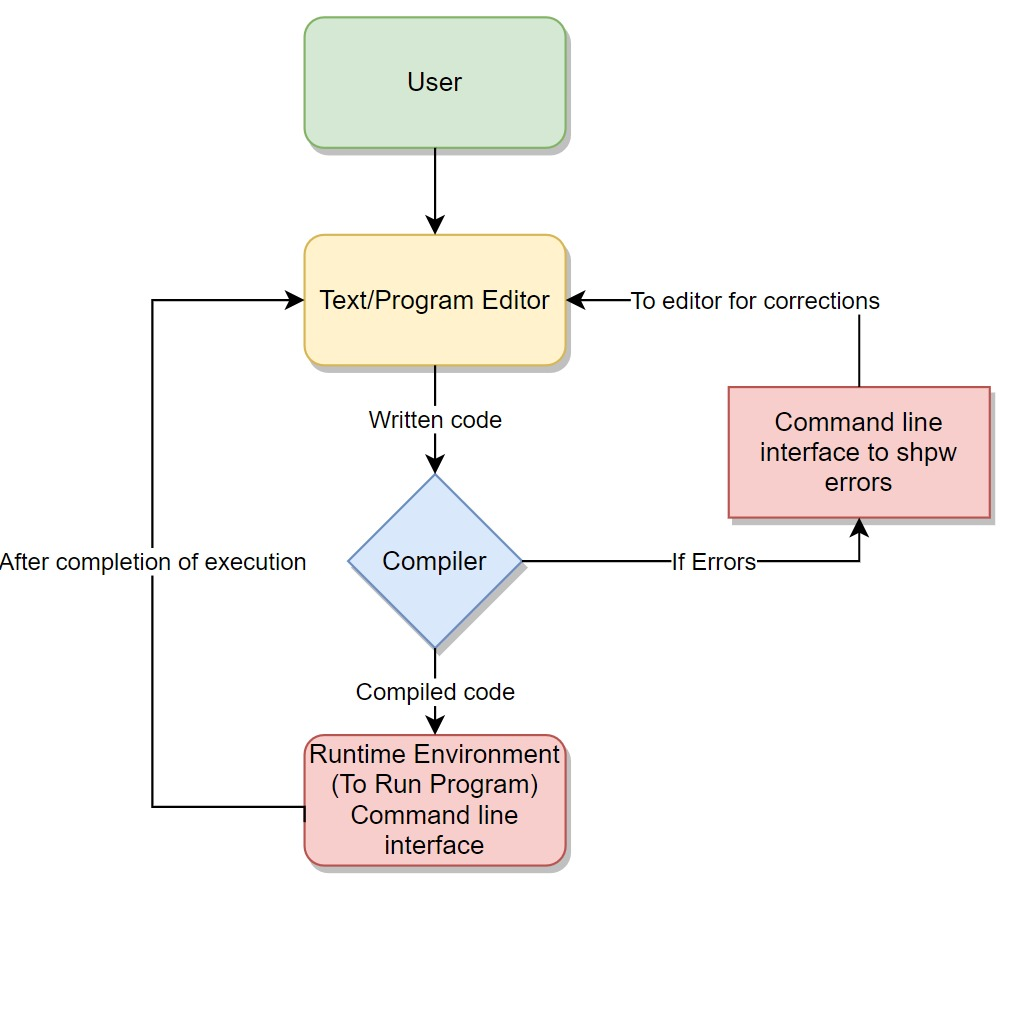 User
Text/Program Editor
To editor for corrections
Written code
Command line
interface to shpw
errors
After completion of execution
Compiler
If Errors
Compiled code
Runtime Environment
(To Run Program)
Command line
interface